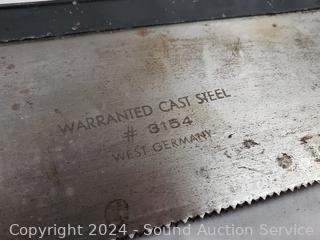 WARRANTED CAST STEEL
# 3154
WEST GERMANY
Copyright 2024 - Sound Auction Service